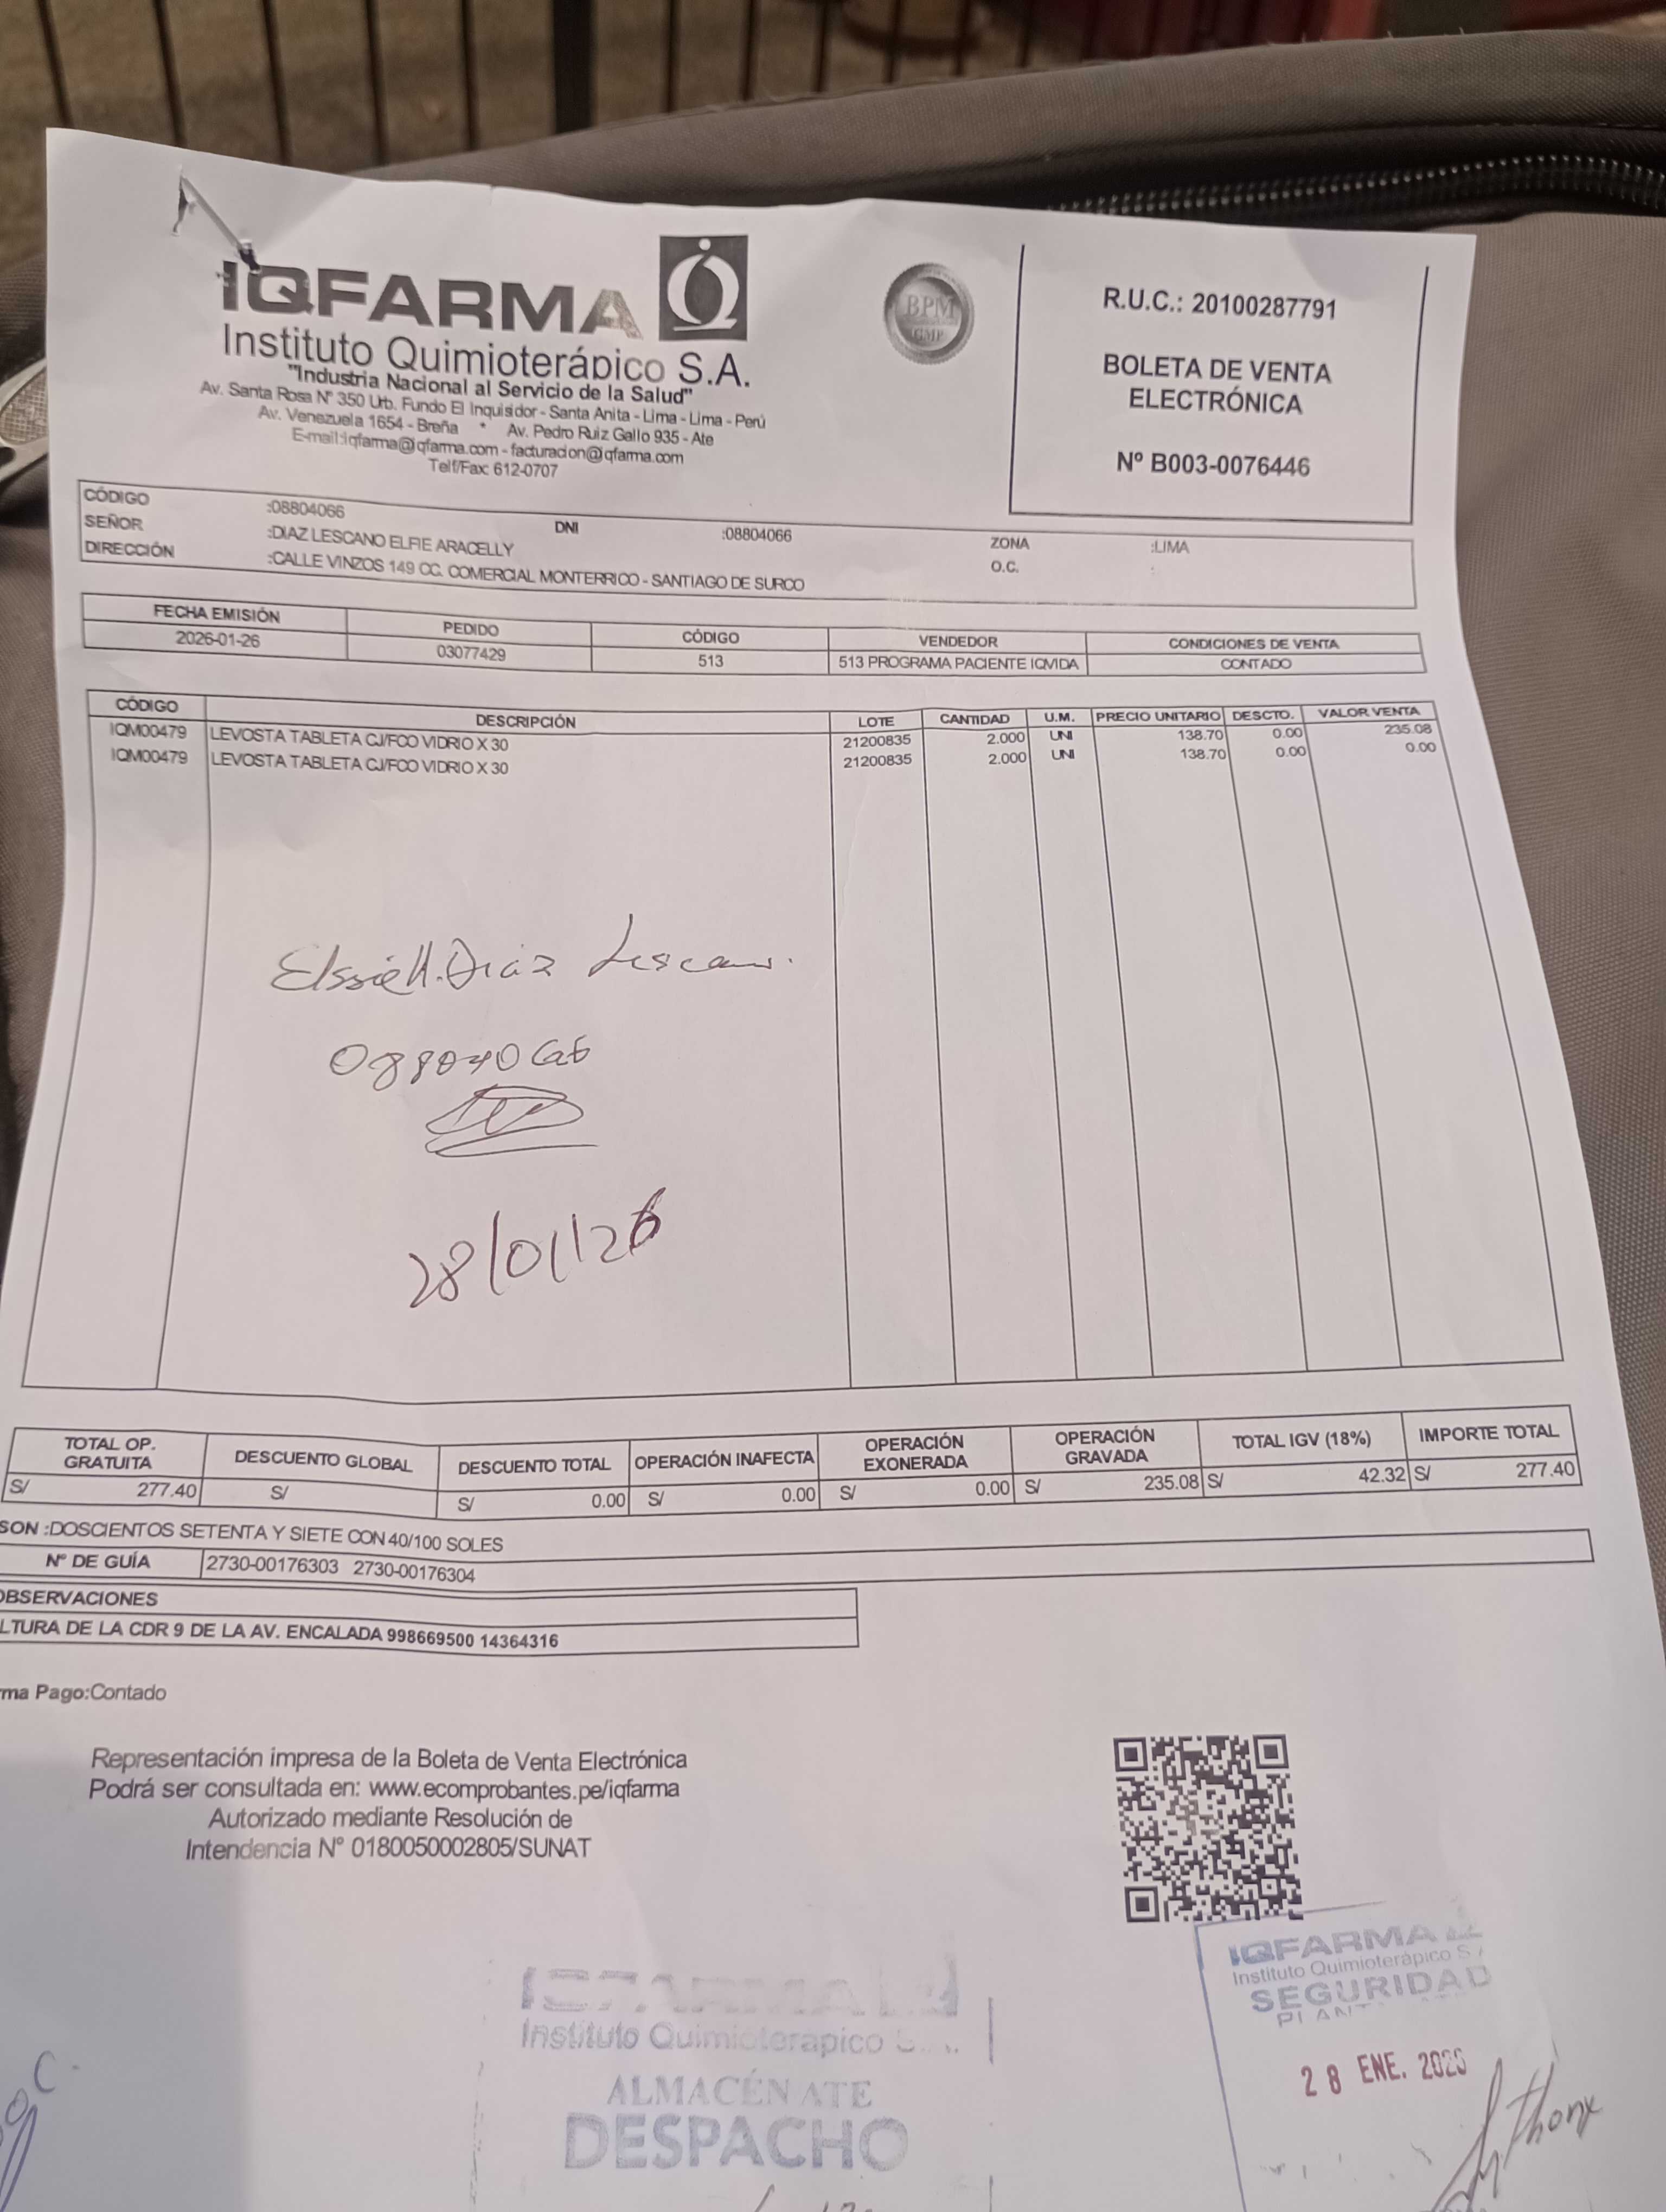 IQFARMA
Instituto Quimioterápico S.A.
"Industria Nacional al Servicio de la Salud"
Av. Santa Rosa Nº 350 Urb. Fundo El Inquisidor - Santa Anita - Lima - Lima - Perú
Av. Venezuela 1654 - Breña * Av. Pedro Ruiz Gallo 935 - Ate
E-mail:iqfarma@iqfarma.com - facturacion@iqfarma.com
Telf/Fax: 612-0707
BPM
GMP
R.U.C.: 20100287791
BOLETA DE VENTA
ELECTRÓNICA
Nº B003-0076446
CÓDIGO :08804066 DNI :08804066 ZONA :LIMA
SEÑOR :DIAZ LESCANO ELFIE ARACELLY O.C. :
DIRECCIÓN :CALLE VINZOS 149 CC. COMERCIAL MONTERRICO - SANTIAGO DE SURCO
FECHA EMISIÓN PEDIDO CÓDIGO VENDEDOR CONDICIONES DE VENTA
2026-01-26 03077429 513 513 PROGRAMA PACIENTE IQVIDA CONTADO
CÓDIGO DESCRIPCIÓN LOTE CANTIDAD U.M. PRECIO UNITARIO DESCTO. VALOR VENTA
IQM00479 LEVOSTA TABLETA CJ/FCO VIDRIO X 30 21200835 2.000 UNI 138.70 0.00 235.08
IQM00479 LEVOSTA TABLETA CJ/FCO VIDRIO X 30 21200835 2.000 UNI 138.70 0.00 0.00
Diaz Lescano.
28/01/26
TOTAL OP. GRATUITA DESCUENTO GLOBAL DESCUENTO TOTAL OPERACIÓN INAFECTA OPERACIÓN EXONERADA OPERACIÓN GRAVADA TOTAL IGV (18%) IMPORTE TOTAL
S/ 277.40 S/ S/ 0.00 S/ 0.00 S/ 0.00 S/ 235.08 S/ 42.32 S/ 277.40
SON :DOSCIENTOS SETENTA Y SIETE CON 40/100 SOLES
Nº DE GUÍA 2730-00176303 2730-00176304
OBSERVACIONES
LTURA DE LA CDR 9 DE LA AV. ENCALADA 998669500 14364316
rma Pago:Contado
Representación impresa de la Boleta de Venta Electrónica
Podrá ser consultada en: www.ecomprobantes.pe/iqfarma
Autorizado mediante Resolución de
Intendencia Nº 0180050002805/SUNAT
IQFARMA
Instituto Quimioterápico S
SEGURIDAD
28 ENE. 2026
IQFARMA
Instituto Quimioterapico S
ALMACÉN ATE
DESPACHO